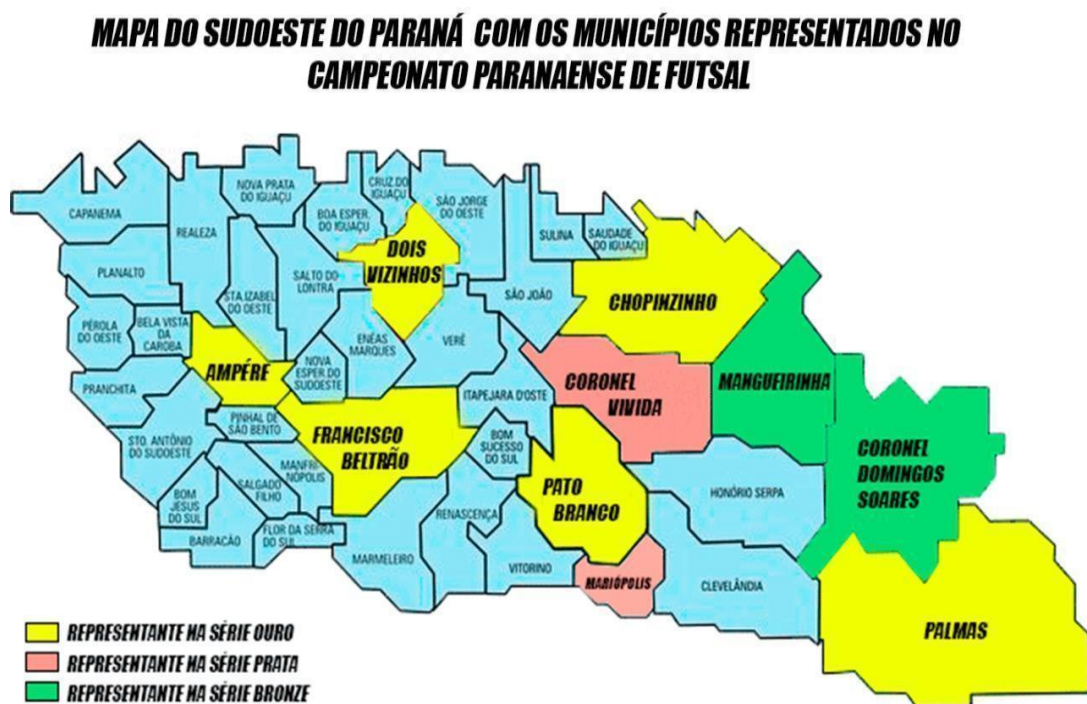 MAPA DO SUDOESTE DO PARANÁ COM OS MUNICÍPIOS REPRESENTADOS NO
CAMPEONATO PARANAENSE DE FUTSAL
CAPANEMA
REALEZA
NOVA PRATA
DO IGUAÇU
BOA ESPER.
DO IGUAÇU
CRUZ DO
IGUAÇU
SÃO JORGE
DO OESTE
SULINA
SAUDADE
DO IGUAÇU
PLANALTO
STA.IZABEL
DO OESTE
SALTO DO
LONTRA
DOIS
VIZINHOS
SÃO JOÃO
CHOPINZINHO
PÉROLA
DO OESTE
BELA VISTA
DA
CAROBA
AMPÉRE
NOVA
ESPER.DO
SUDOESTE
ENÉAS
MARQUES
VERÊ
CORONEL
VIVIDA
MANGUEIRINHA
PRANCHITA
PINHAL DE
SÃO BENTO
FRANCISCO
BELTRÃO
ITAPEJARA D'OSTE
STO. ANTÔNIO
DO SUDOESTE
BOM
SUCESSO
DO SUL
CORONEL
DOMINGOS
SOARES
MANFRI-
NÓPOLIS
SALGADO
FILHO
PATO
BRANCO
HONÓRIO SERPA
BOM
JESUS
DO SUL
RENASCENÇA
BARRACÃO
FLOR DA SERRA
DO SUL
MARMELEIRO
VITORINO
MARIÓPOLIS
CLEVELÂNDIA
PALMAS
REPRESENTANTE NA SÉRIE OURO
REPRESENTANTE NA SÉRIE PRATA
REPRESENTANTE NA SÉRIE BRONZE